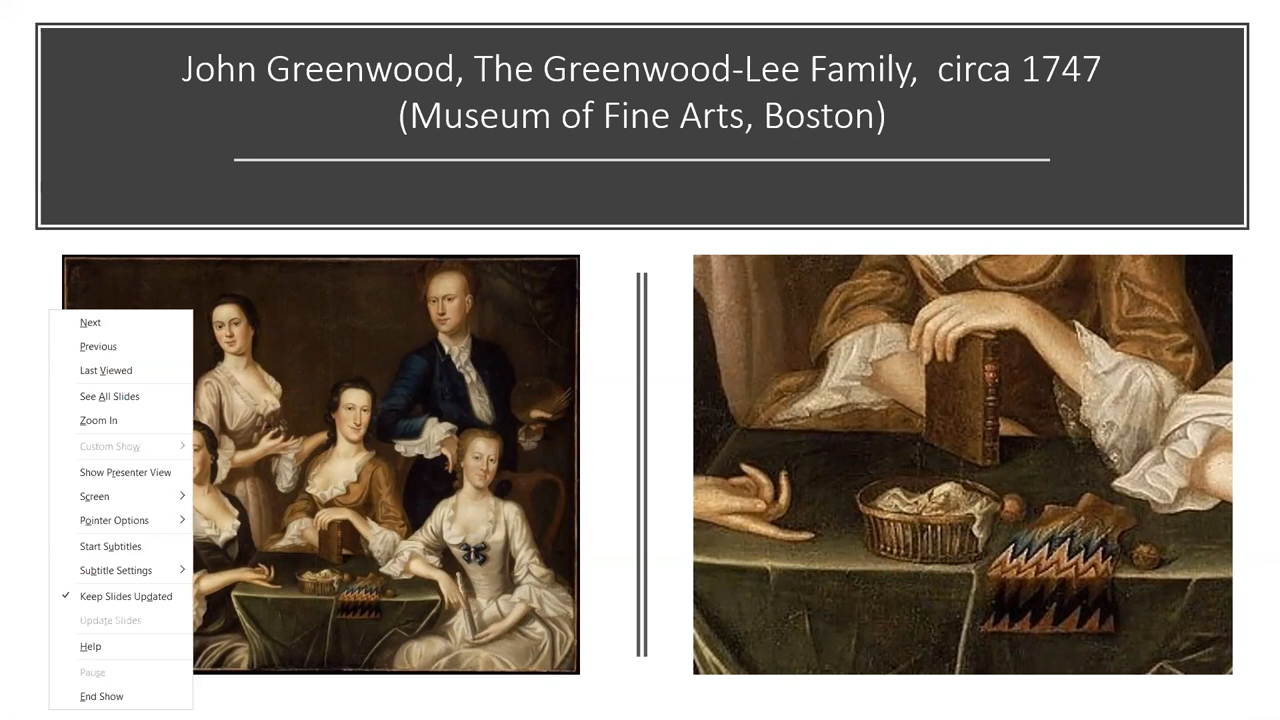 John Greenwood, The Greenwood-Lee Family, circa 1747
(Museum of Fine Arts, Boston)
Next
Previous
Last Viewed
See All Slides
Zoom In
Custom Show
Show Presenter View
Screen
Pointer Options
Start Subtitles
Subtitle Settings
Keep Slides Updated
Update Slides
Help
Pause
End Show